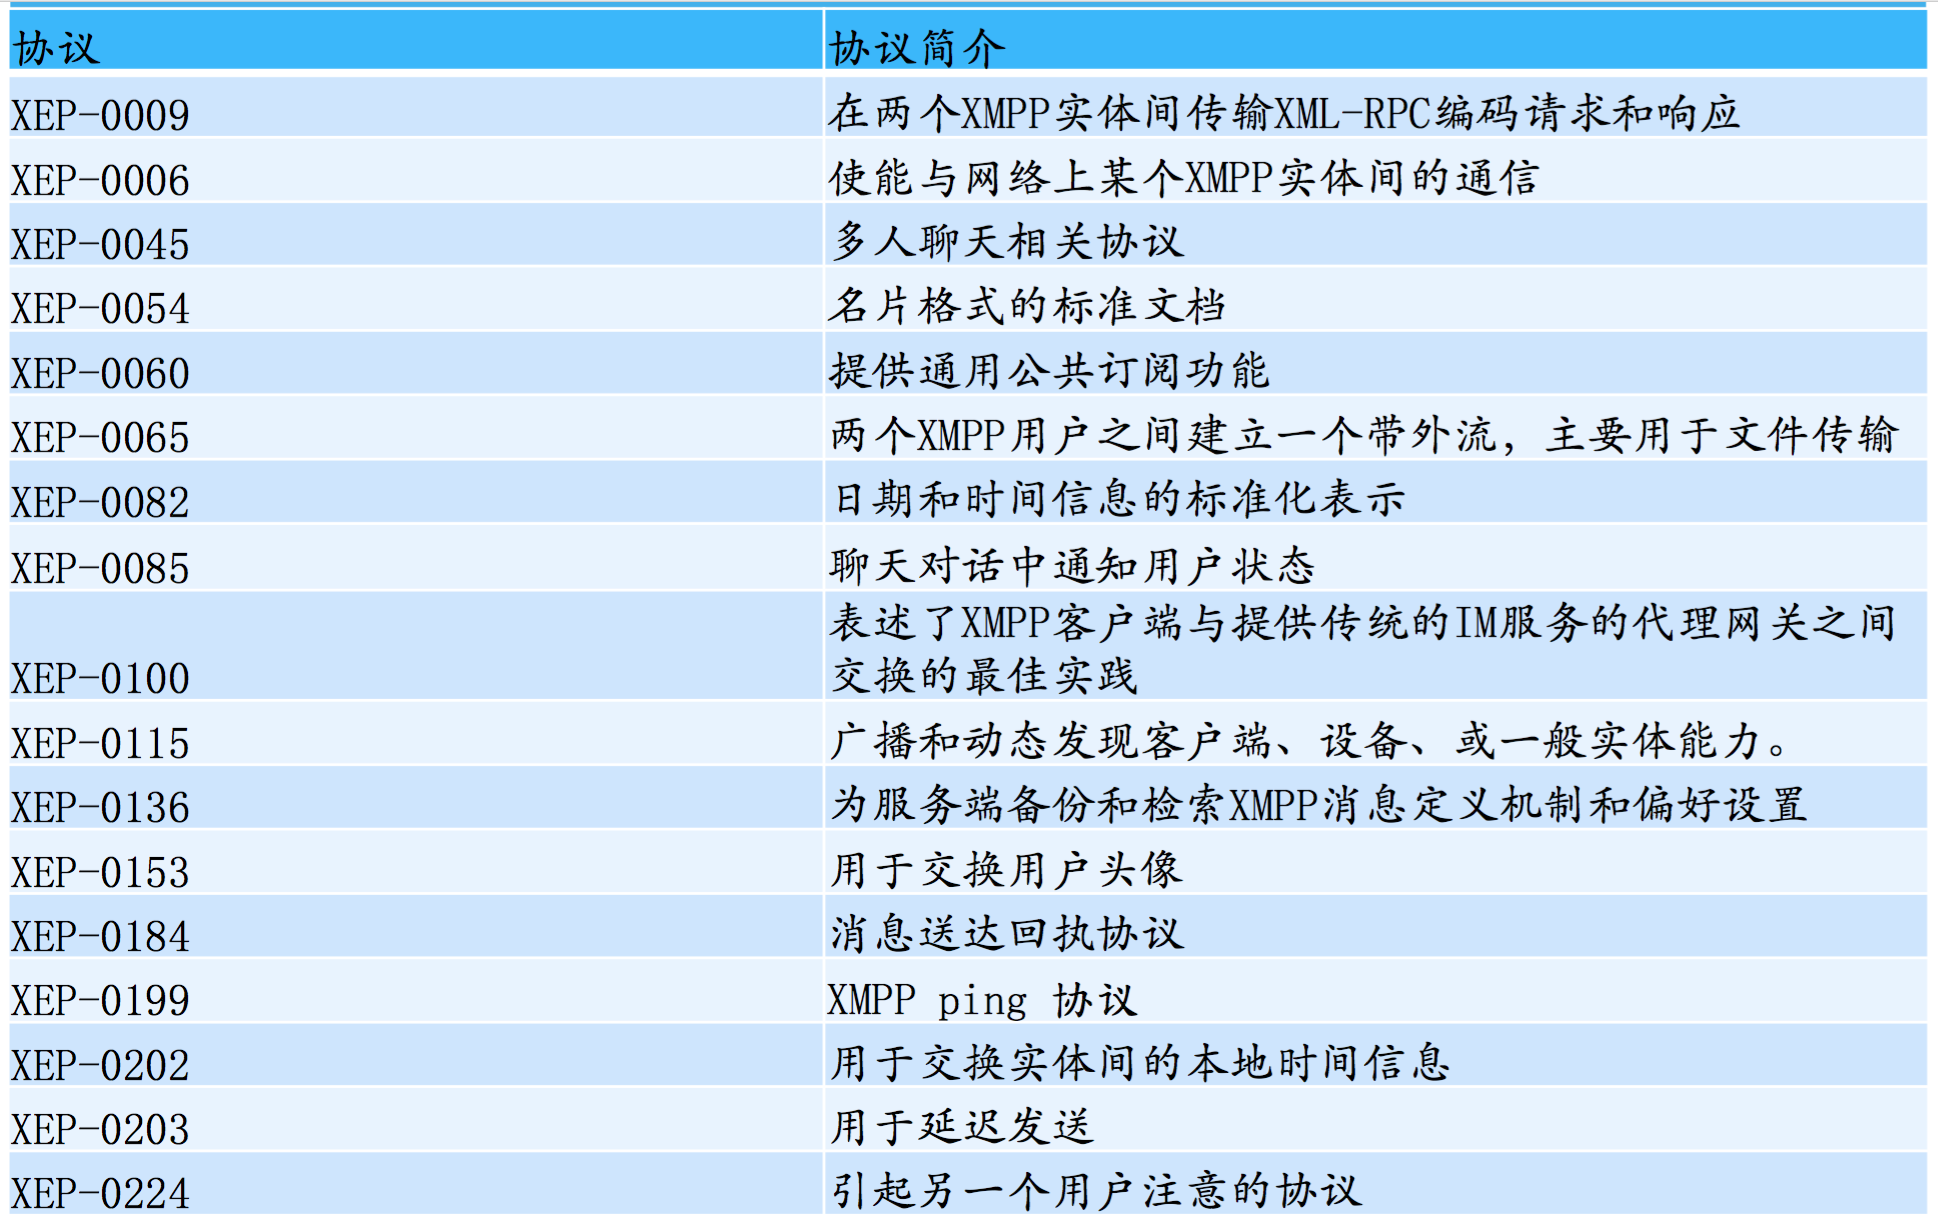 协议 协议简介
XEP-0009 在两个XMPP实体间传输XML-RPC编码请求和响应
XEP-0006 使能与网络上某个XMPP实体间的通信
XEP-0045 多人聊天相关协议
XEP-0054 名片格式的标准文档
XEP-0060 提供通用公共订阅功能
XEP-0065 两个XMPP用户之间建立一个带外流，主要用于文件传输
XEP-0082 日期和时间信息的标准化表示
XEP-0085 聊天对话中通知用户状态
XEP-0100 表述了XMPP客户端与提供传统的IM服务的代理网关之间
交换的最佳实践
XEP-0115 广播和动态发现客户端、设备、或一般实体能力。
XEP-0136 为服务端备份和检索XMPP消息定义机制和偏好设置
XEP-0153 用于交换用户头像
XEP-0184 消息送达回执协议
XEP-0199 XMPP ping 协议
XEP-0202 用于交换实体间的本地时间信息
XEP-0203 用于延迟发送
XEP-0224 引起另一个用户注意的协议